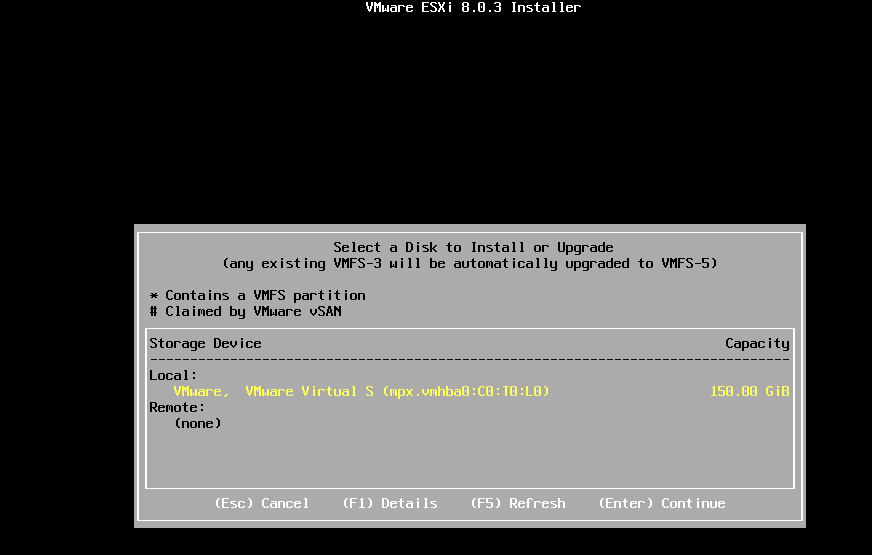 VMware ESXi 8.0.3 Installer
Select a Disk to Install or Upgrade
(any existing VMFS-3 will be automatically upgraded to VMFS-5)
* Contains a VMFS partition
# Claimed by VMware vSAN
Storage Device Capacity
--------------------------------------------------------------------------------
Local:
VMware,  VMware Virtual S (mpx.vmhba0:C0:T0:L0) 150.00 GiB
Remote:
(none)
(Esc) Cancel (F1) Details (F5) Refresh (Enter) Continue